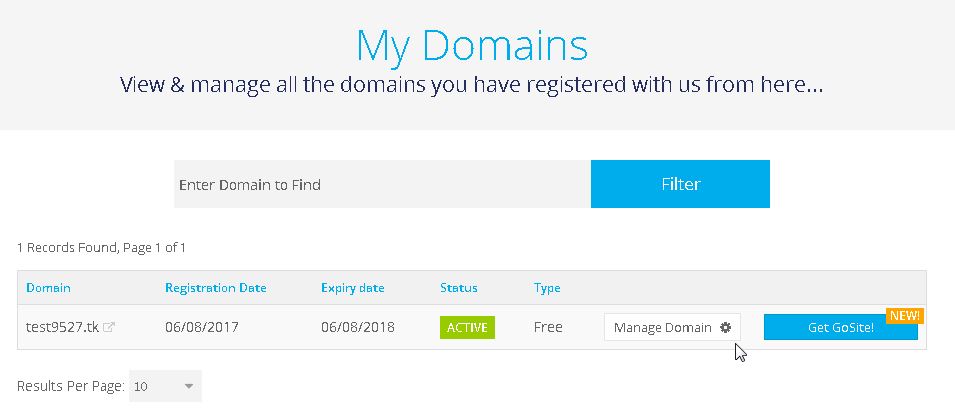 My Domains
View & manage all the domains you have registered with us from here...
Enter Domain to Find Filter
1 Records Found, Page 1 of 1
Domain Registration Date Expiry date Status Type
NEW!
test9527.tk 06/08/2017 06/08/2018 ACTIVE Free Manage Domain Get GoSite!
Results Per Page: 10